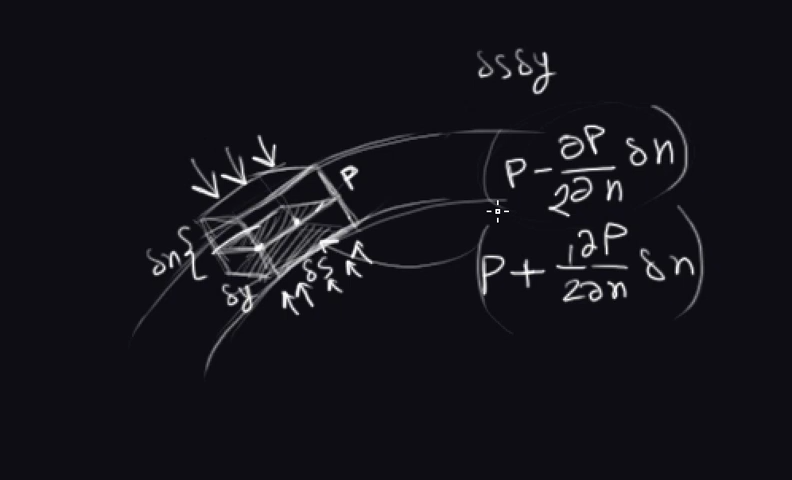 δsδy
(P - ∂P/2∂n δn)
P
(P + 1/2 ∂P/∂n δn)
δn{
δs
δy